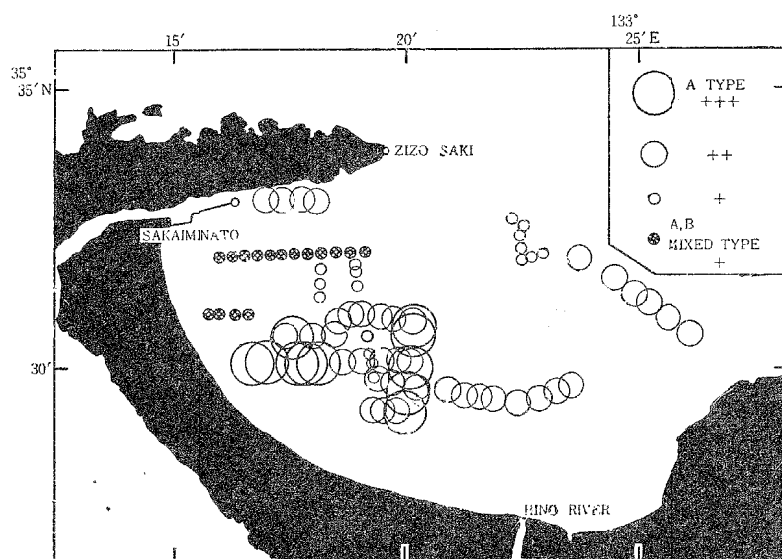 133°
15′ 20′ 25′ E
35°
35′ N
A TYPE
+++
ZIZO SAKI
++
+
SAKAIMINATO
A,B
MIXED TYPE
+
30′
HINO RIVER